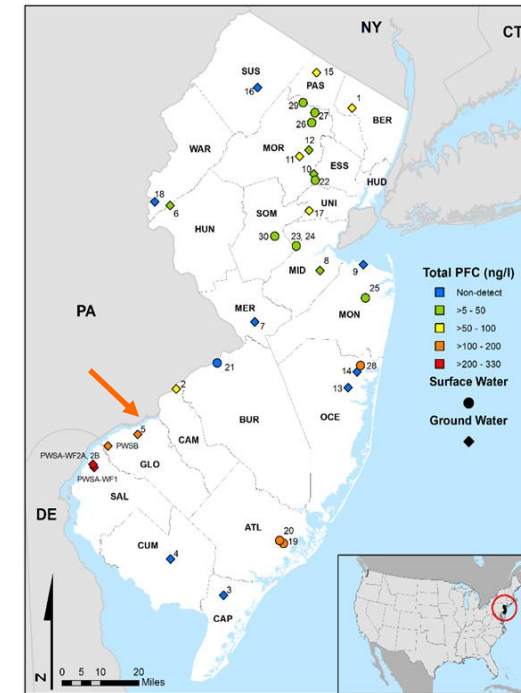 NY
CT
SUS
16
PAS
15
1
29
27
26
BER
WAR
MOR
12
11
ESS
10
22
HUD
18
6
HUN
SOM
UNI
17
30
23, 24
MID
8
9
25
MON
PA
MER
7
Total PFC (ng/l)
Non-detect
>5 - 50
>50 - 100
>100 - 200
>200 - 330
Surface Water
Ground Water
21
28
14
13
2
BUR
OCE
5
CAM
PWSB
GLO
PWSA-WF2A, 2B
PWSA-WF1
SAL
DE
ATL
20
19
CUM
4
3
CAP
N
0 5 10 20
Miles